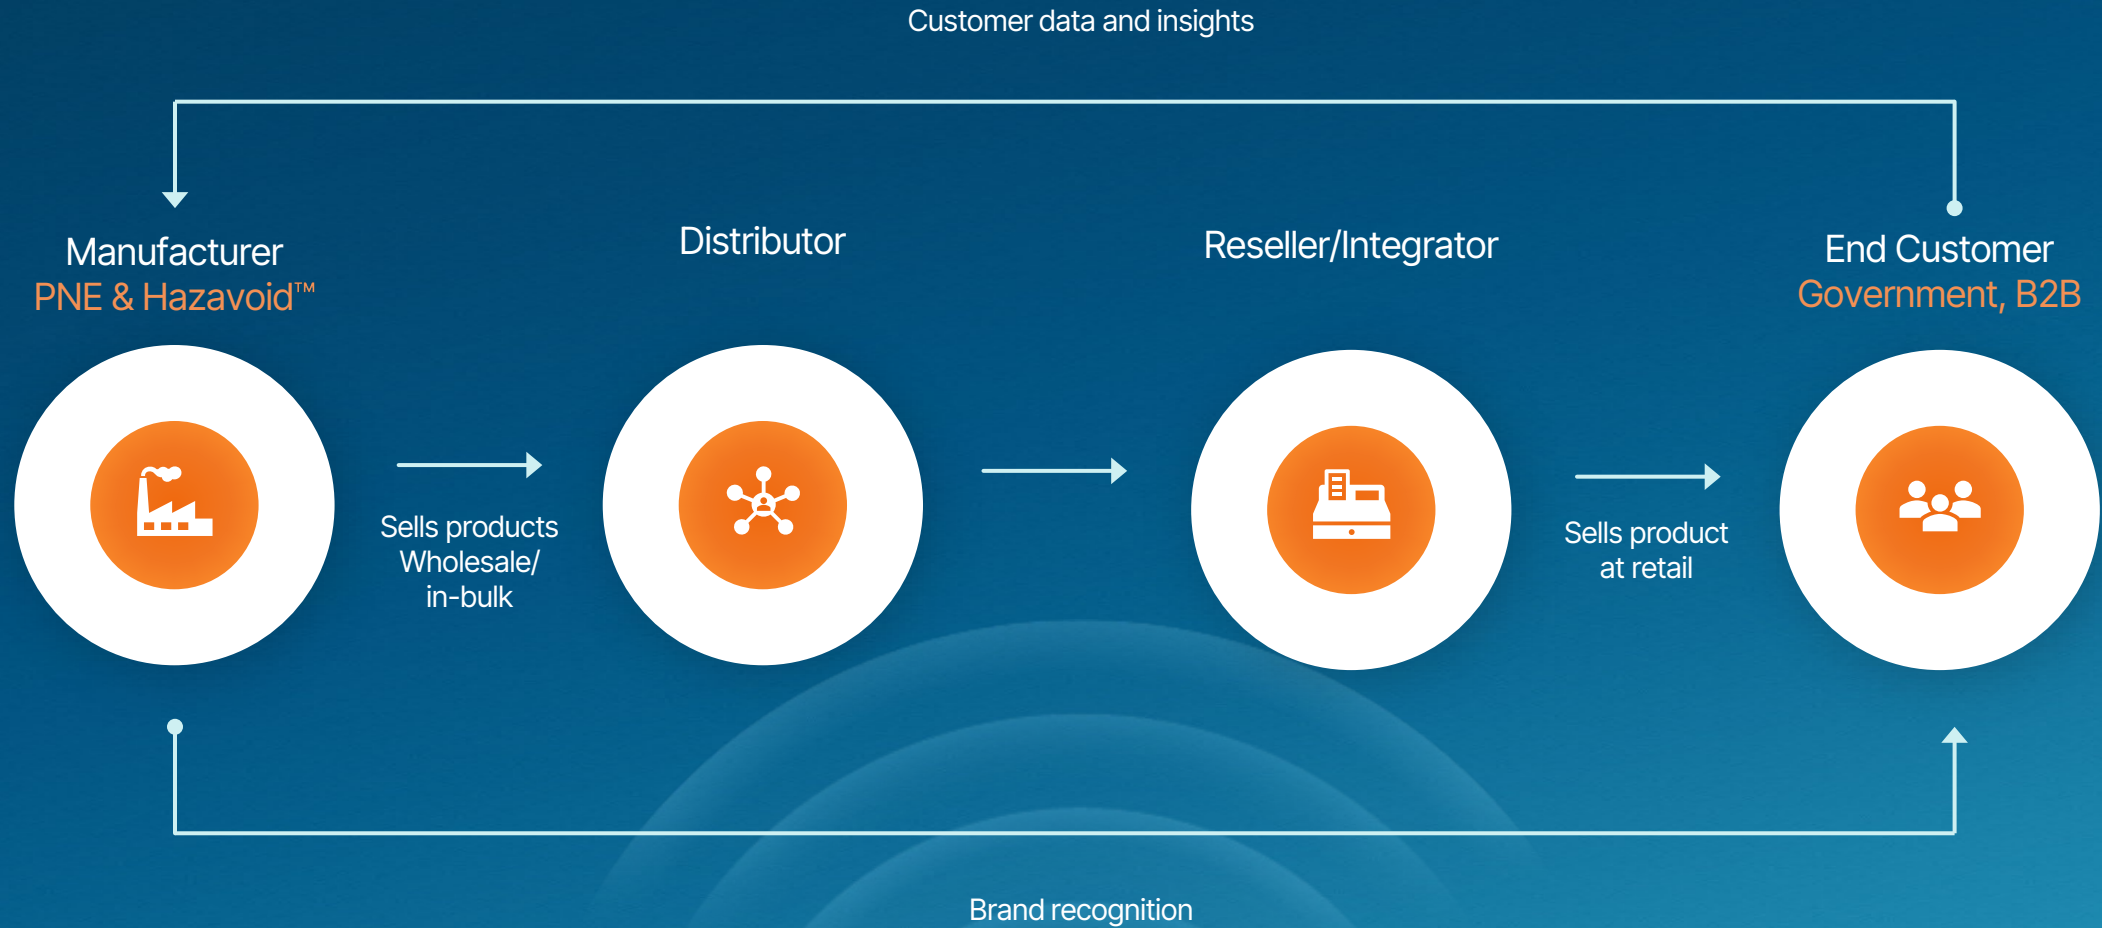 Customer data and insights
Manufacturer
PNE & Hazavoid™
Distributor
Reseller/Integrator
End Customer
Government, B2B
Sells products
Wholesale/
in-bulk
Sells product
at retail
Brand recognition